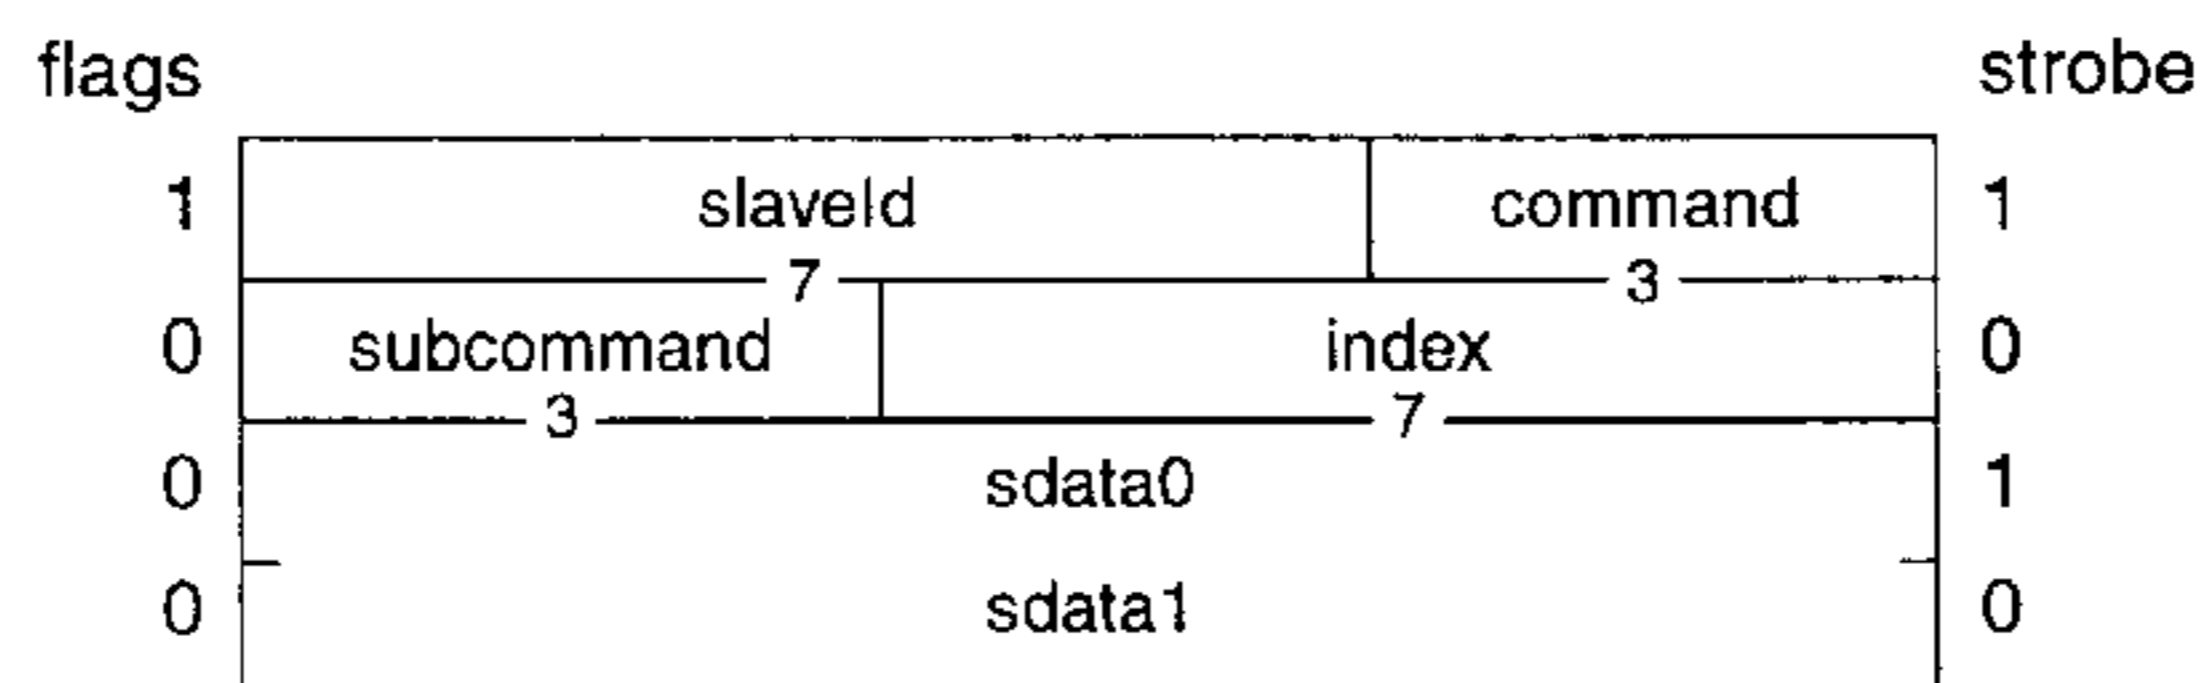 flags strobe
1 slaveId command 1
7 3
0 subcommand index 0
3 7
0 sdata0 1
0 sdata1 0